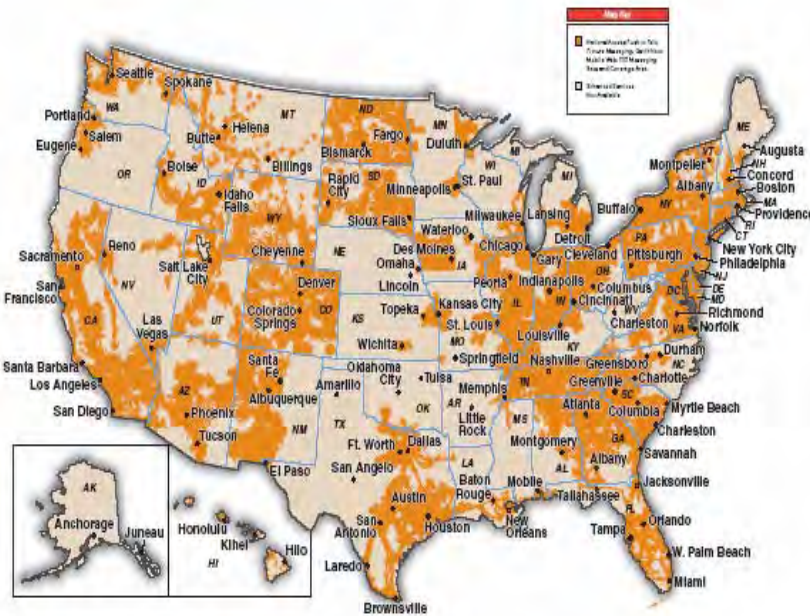 Map Key
Seattle
Spokane
WA
Portland
Salem
Eugene
OR
MT
Helena
Butte
Billings
Boise
ID
Idaho
Falls
ND
Fargo
Bismarck
MN
Duluth
MI
ME
Augusta
VT
Montpelier
NH
Concord
Boston
MA
Providence
RI
CT
Albany
NY
Buffalo
Rapid
City
SD
Sioux Falls
Minneapolis
St. Paul
WI
Milwaukee
MI
Lansing
Detroit
WY
Cheyenne
Waterloo
Des Moines
IA
Chicago
Gary
Cleveland
PA
Pittsburgh
New York City
Philadelphia
NJ
DE
MD
DC
Sacramento
Reno
San
Francisco
NV
CA
Salt Lake
City
UT
Las
Vegas
NE
Omaha
Lincoln
Peoria
IL
Indianapolis
IN
OH
Columbus
Cincinnati
WV
Charleston
Richmond
VA
Norfolk
Denver
Colorado
Springs
CO
KS
Topeka
Kansas City
Wichita
St. Louis
MO
Springfield
Louisville
KY
Santa Barbara
Los Angeles
San Diego
AZ
Phoenix
Tucson
Santa
Fe
Albuquerque
NM
Amarillo
Oklahoma
City
Tulsa
OK
AR
Little
Rock
Memphis
Nashville
TN
Greensboro
Durham
NC
Charlotte
Greenville
SC
Columbia
Myrtle Beach
Charleston
El Paso
TX
Ft. Worth
Dallas
San Angelo
Austin
San
Antonio
Houston
Laredo
Brownsville
LA
Baton
Rouge
New
Orleans
MS
Mobile
Montgomery
AL
Atlanta
GA
Albany
Savannah
Tallahassee
Jacksonville
FL
Orlando
Tampa
W. Palm Beach
Miami
AK
Anchorage
Juneau
Honolulu
Kihei
Hilo
HI